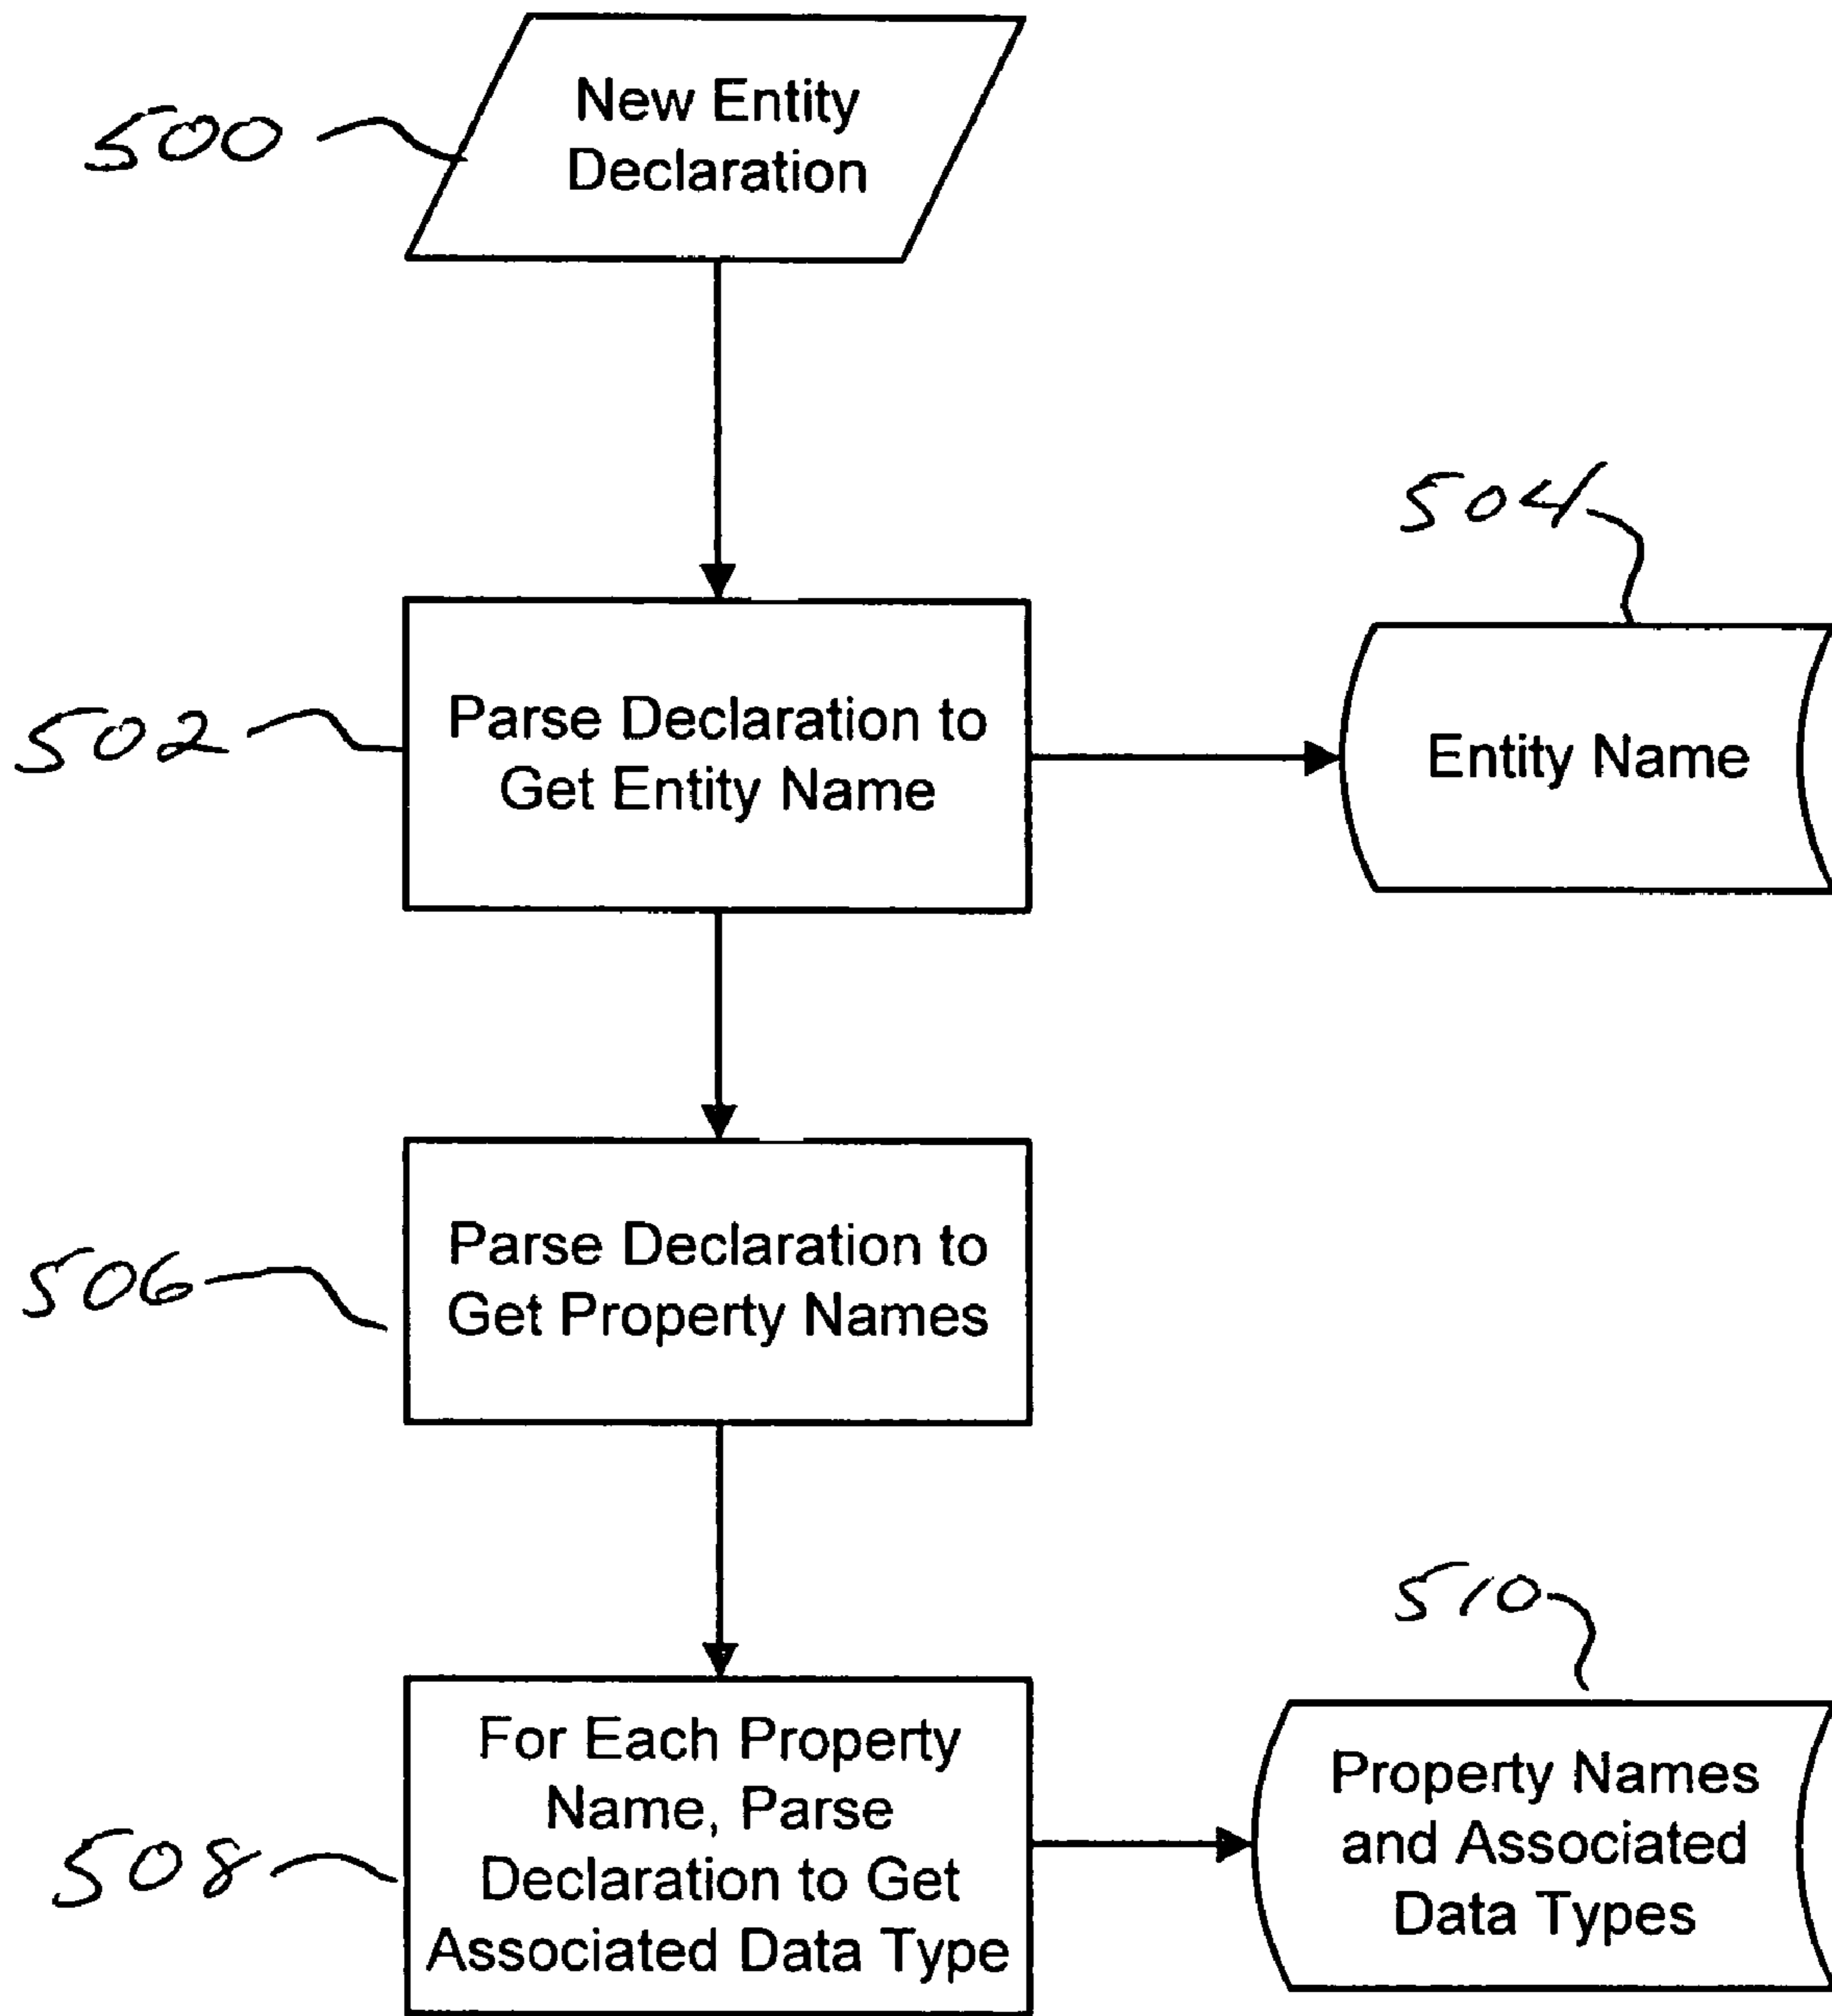 500
New Entity
Declaration
504
502
Parse Declaration to
Get Entity Name
Entity Name
506
Parse Declaration to
Get Property Names
510
508
For Each Property
Name, Parse
Declaration to Get
Associated Data Type
Property Names
and Associated
Data Types